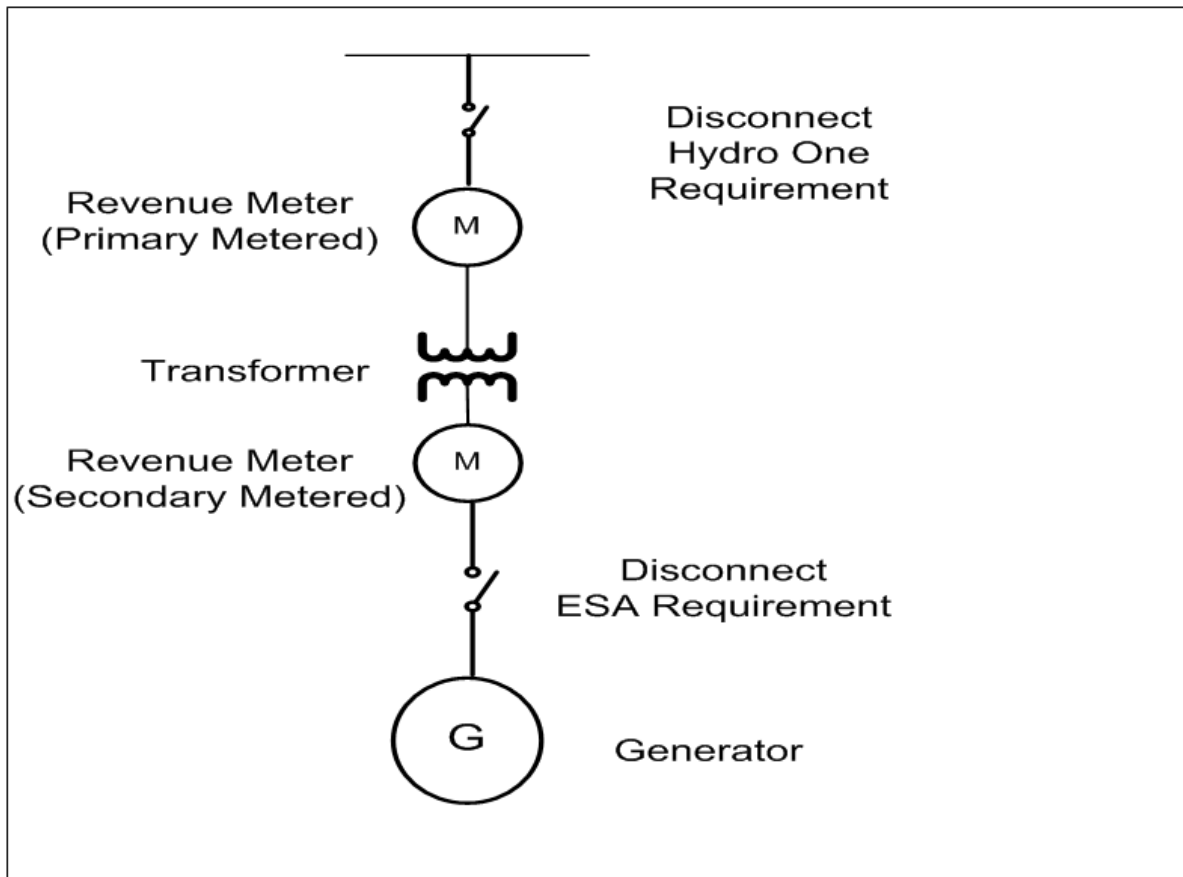 Disconnect
Hydro One
Requirement
Revenue Meter
(Primary Metered)
M
Transformer
M
Revenue Meter
(Secondary Metered)
Disconnect
ESA Requirement
G
Generator